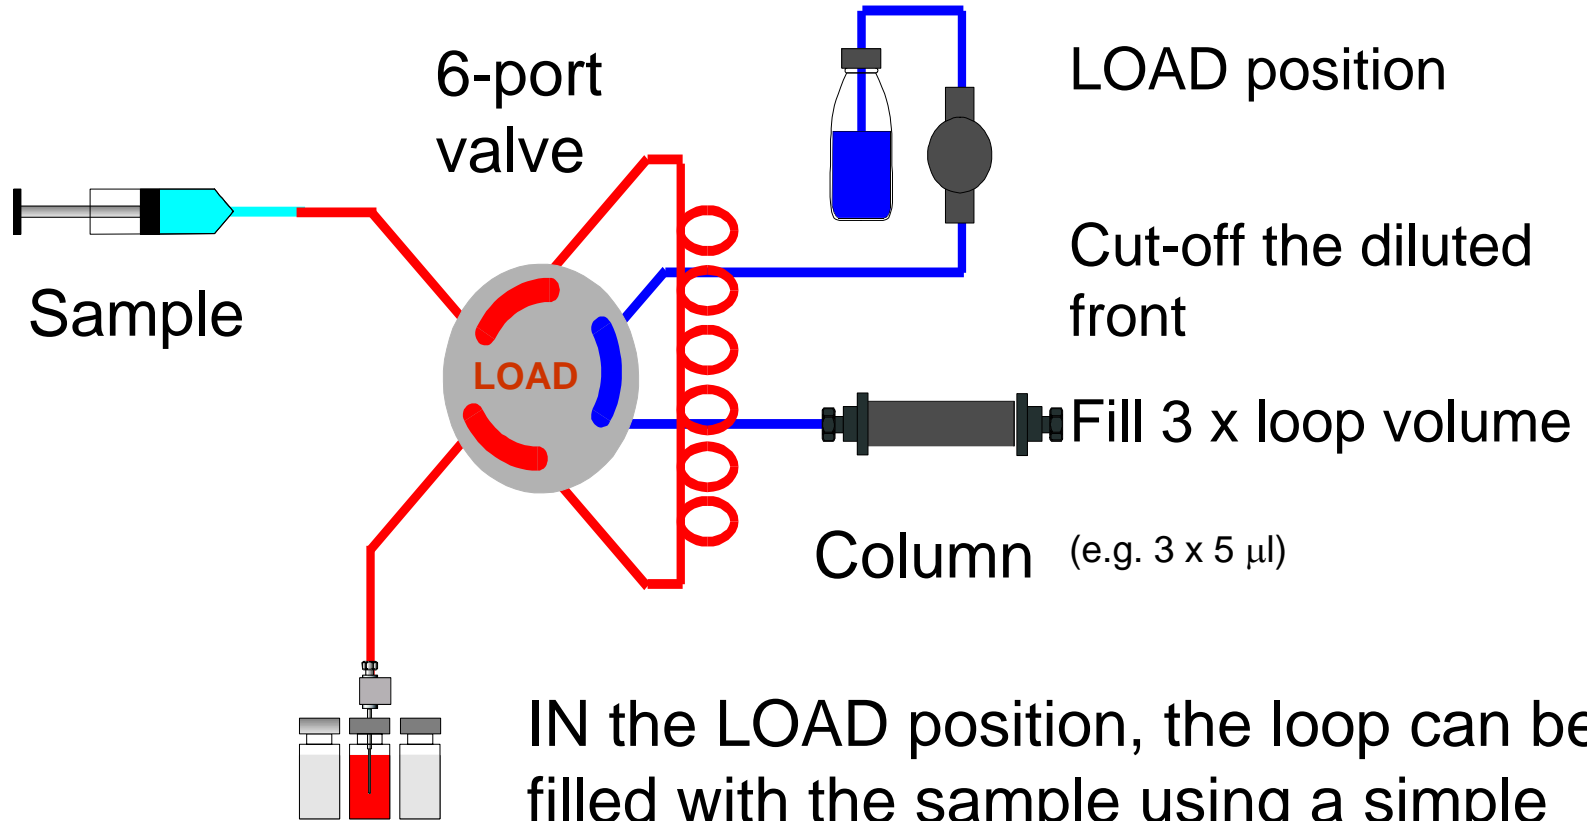 6-port
valve
LOAD position
Sample
Cut-off the diluted
front
LOAD
Fill 3 x loop volume
Column
(e.g. 3 x 5 μl)
IN the LOAD position, the loop can be
filled with the sample using a simple